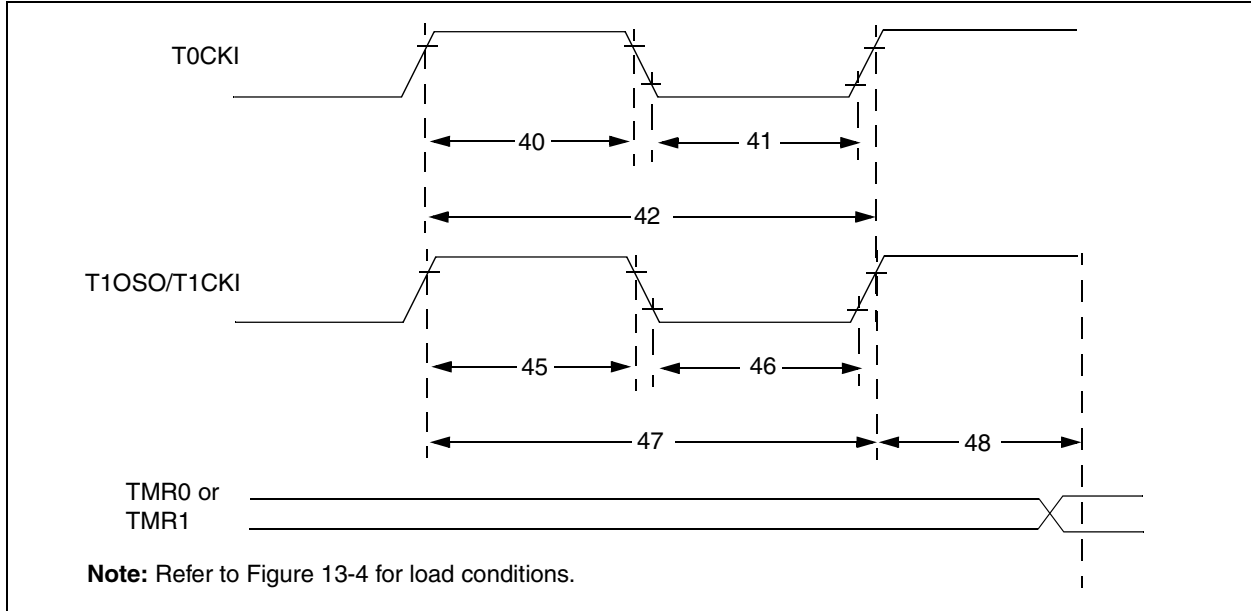 T0CKI
40
41
42
T1OSO/T1CKI
45
46
47
48
TMR0 or
TMR1
Note: Refer to Figure 13-4 for load conditions.